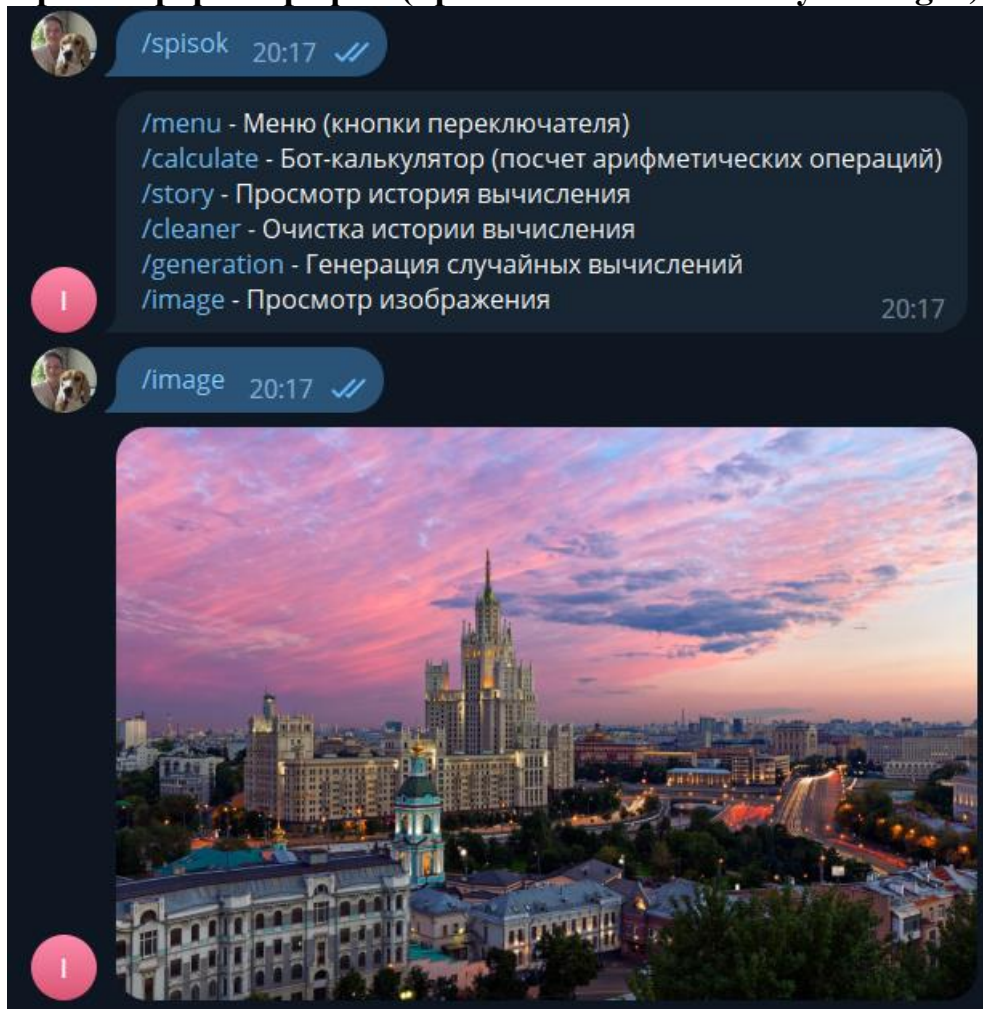 /spisok 20:17
/menu - Меню (кнопки переключателя)
/calculate - Бот-калькулятор (посчет арифметических операций)
/story - Просмотр история вычисления
/cleaner - Очистка истории вычисления
/generation - Генерация случайных вычислений
/image - Просмотр изображения
20:17
I
/image 20:17
I